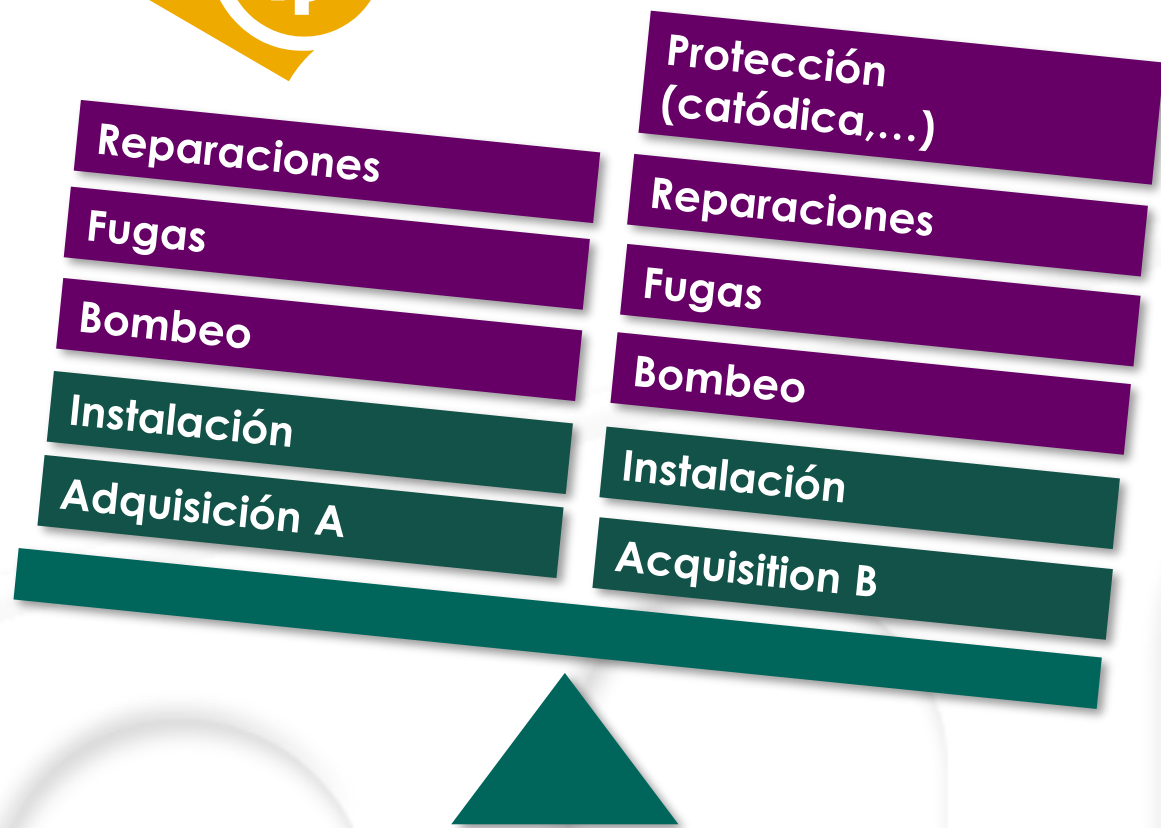 Reparaciones
Fugas
Bombeo
Instalación
Adquisición A
Protección
(catódica,...)
Reparaciones
Fugas
Bombeo
Instalación
Acquisition B